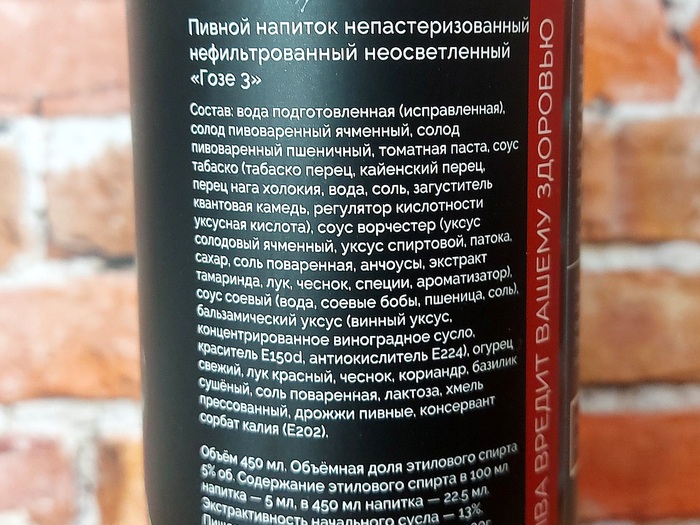 Пивной напиток непастеризованный
нефильтрованный неосветленный
«Гозе 3»
Состав: вода подготовленная (исправленная),
солод пивоваренный ячменный, солод
пивоваренный пшеничный, томатная паста, соус
табаско (табаско перец, кайенский перец,
перец нага холокия, вода, соль, загуститель
квантовая камедь, регулятор кислотности
уксусная кислота), соус ворчестер (уксус
солодовый ячменный, уксус спиртовой, патока.
сахар, соль поваренная, анчоусы, экстракт
тамаринда, лук, чеснок, специи, ароматизатор),
соус соевый (вода, соевые бобы, пшеница, соль),
бальзамический уксус (винный уксус,
концентрированное виноградное сусло,
краситель E150d, антиокислитель E224), огурец
свежий, лук красный, чеснок, кориандр, базилик
сушёный, соль поваренная, лактоза, хмель
прессованный, дрожжи пивные, консервант
сорбат калия (E202).
Объём 450 мл. Объёмная доля этилового спирта
5% об. Содержание этилового спирта в 100 мл
напитка — 5 мл, в 450 мл напитка — 22.5 мл.
Экстрактивность начального сусла — 13%.
ВРЕДИТ ВАШЕМУ ЗДОРОВЬЮ